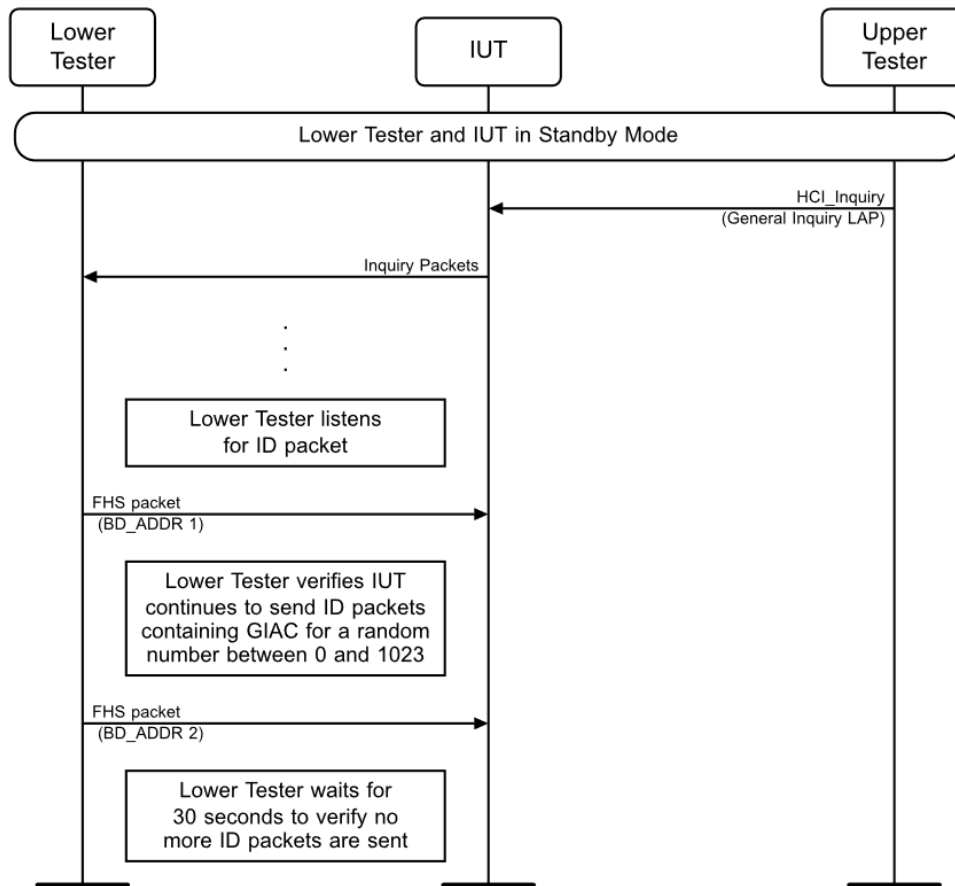 Lower
Tester
IUT
Upper
Tester
Lower Tester and IUT in Standby Mode
HCI_Inquiry
(General Inquiry LAP)
Inquiry Packets
.
.
.
Lower Tester listens
for ID packet
FHS packet
(BD_ADDR 1)
Lower Tester verifies IUT
continues to send ID packets
containing GIAC for a random
number between 0 and 1023
FHS packet
(BD_ADDR 2)
Lower Tester waits for
30 seconds to verify no
more ID packets are sent